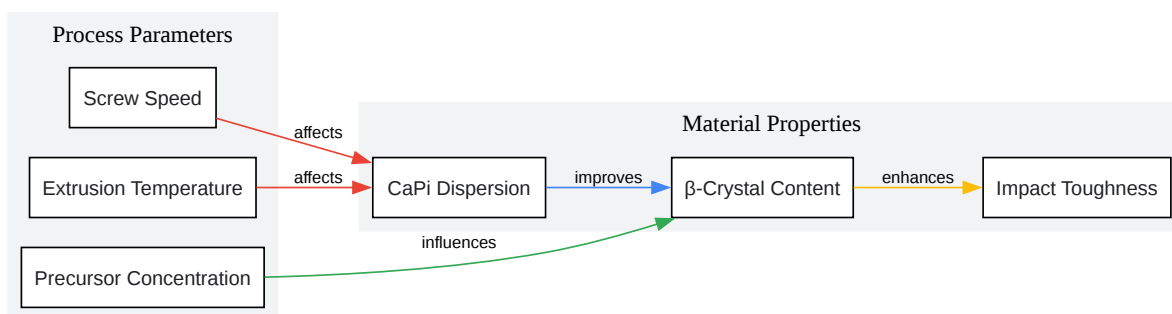 Process Parameters
Screw Speed
affects
Material Properties
Extrusion Temperature
affects
CaPi Dispersion
improves
β-Crystal Content
enhances
Impact Toughness
influences
Precursor Concentration